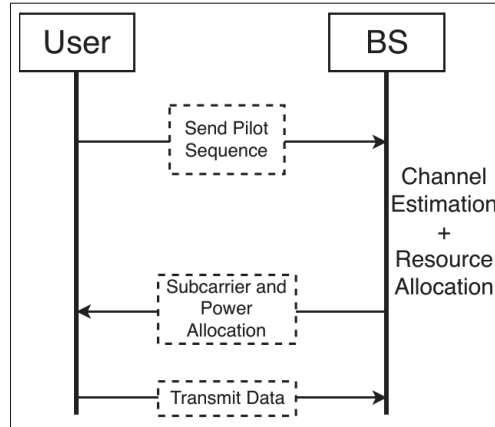 User
BS
Send Pilot
Sequence
Channel
Estimation
+
Resource
Allocation
Subcarrier and
Power
Allocation
Transmit Data